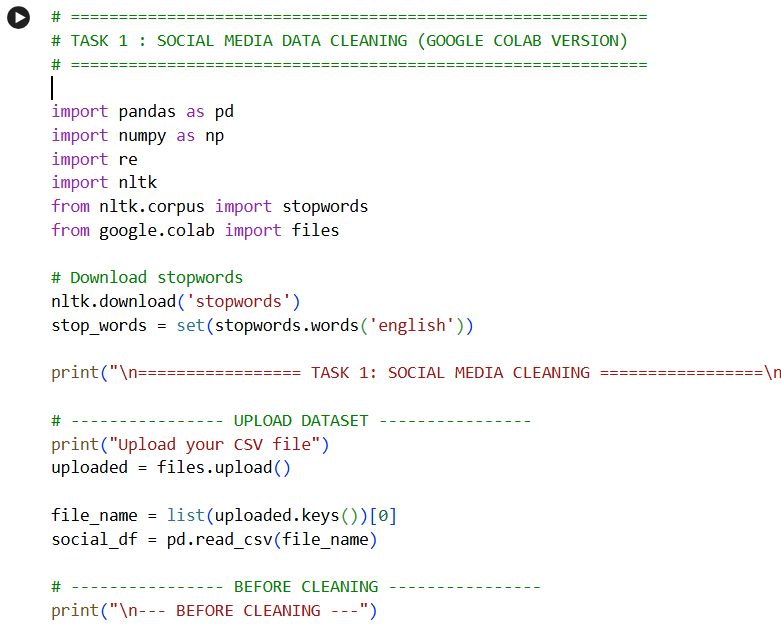 # ============================================================
# TASK 1 : SOCIAL MEDIA DATA CLEANING (GOOGLE COLAB VERSION)
# ============================================================
import pandas as pd
import numpy as np
import re
import nltk
from nltk.corpus import stopwords
from google.colab import files
# Download stopwords
nltk.download('stopwords')
stop_words = set(stopwords.words('english'))
print("\n================= TASK 1: SOCIAL MEDIA CLEANING =================\n
# ---------------- UPLOAD DATASET ----------------
print("Upload your CSV file")
uploaded = files.upload()
file_name = list(uploaded.keys())[0]
social_df = pd.read_csv(file_name)
# ---------------- BEFORE CLEANING ----------------
print("\n--- BEFORE CLEANING ---")